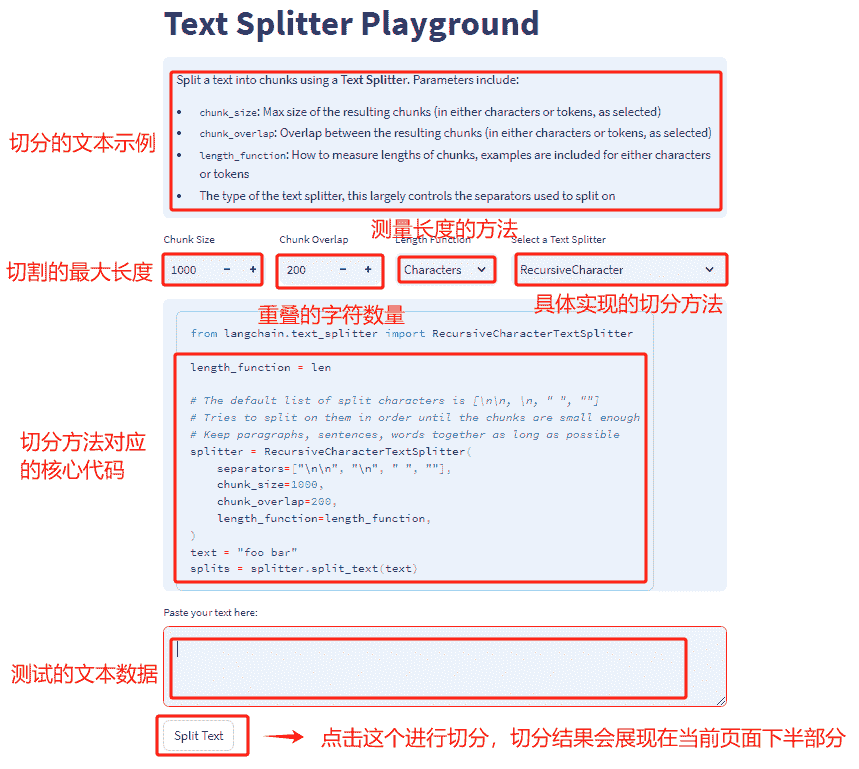 Text Splitter Playground
Split a text into chunks using a Text Splitter. Parameters include:
切分的文本示例
• chunk_size: Max size of the resulting chunks (in either characters or tokens, as selected)
• chunk_overlap: Overlap between the resulting chunks (in either characters or tokens, as selected)
• length_function: How to measure lengths of chunks, examples are included for either characters
or tokens
• The type of the text splitter, this largely controls the separators used to split on
测量长度的方法
Chunk Size
Chunk Overlap
Length Function
Select a Text Splitter
切割的最大长度
1000 − +
200 − +
Characters
RecursiveCharacter
重叠的字符数量
具体实现的切分方法
from langchain.text_splitter import RecursiveCharacterTextSplitter
切分方法对应
的核心代码
length_function = len
# The default list of split characters is [\n\n, \n, " ", ""]
# Tries to split on them in order until the chunks are small enough
# Keep paragraphs, sentences, words together as long as possible
splitter = RecursiveCharacterTextSplitter(
separators=["\n\n", "\n", " ", ""],
chunk_size=1000,
chunk_overlap=200,
length_function=length_function,
)
text = "foo bar"
splits = splitter.split_text(text)
Paste your text here:
测试的文本数据
Split Text
点击这个进行切分，切分结果会展现在当前页面下半部分